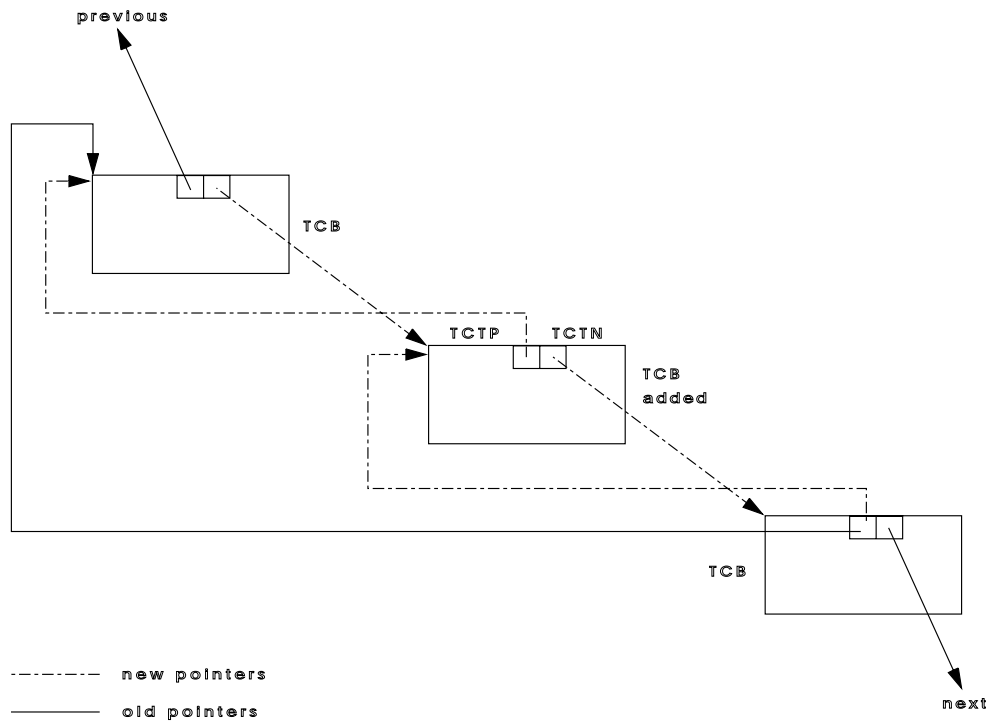 previous
TCB
TCTP TCTN
TCB
added
TCB
new pointers
next
old pointers